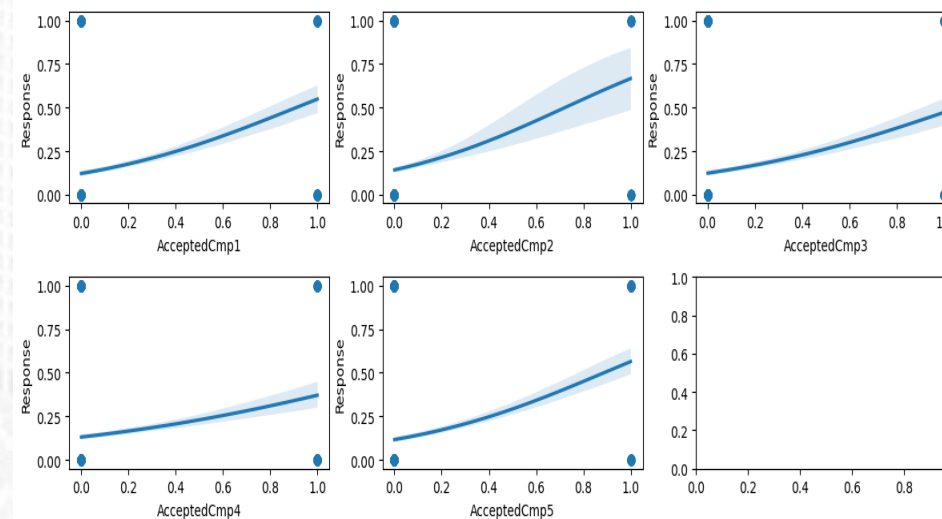 1.00 1.00 1.00
0.75 0.75 0.75
Response Response Response
0.50 0.50 0.50
0.25 0.25 0.25
0.00 0.00 0.00
0.0 0.2 0.4 0.6 0.8 1.0 0.0 0.2 0.4 0.6 0.8 1.0 0.0 0.2 0.4 0.6 0.8
AcceptedCmp1 AcceptedCmp2 AcceptedCmp3
1.00 1.00 1.0
0.75 0.75 0.8
Response Response
0.50 0.50 0.6
0.25 0.25 0.4
0.00 0.00 0.2
0.0
0.0 0.2 0.4 0.6 0.8 1.0 0.0 0.2 0.4 0.6 0.8 1.0 0.0 0.2 0.4 0.6 0.8
AcceptedCmp4 AcceptedCmp5